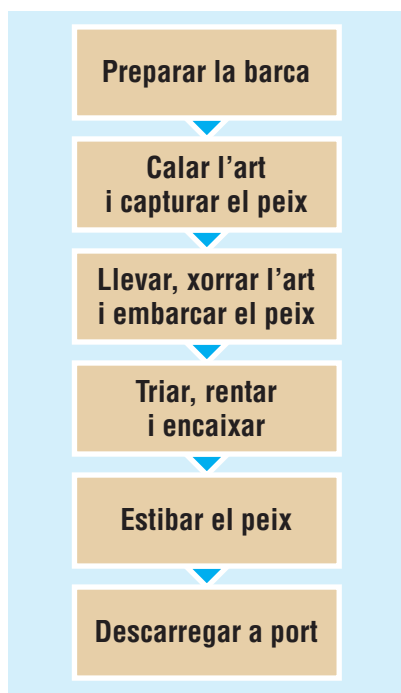 Preparar la barca
Calar l’art
i capturar el peix
Llevar, xorrar l’art
i embarcar el peix
Triar, rentar
i encaixar
Estibar el peix
Descarregar a port